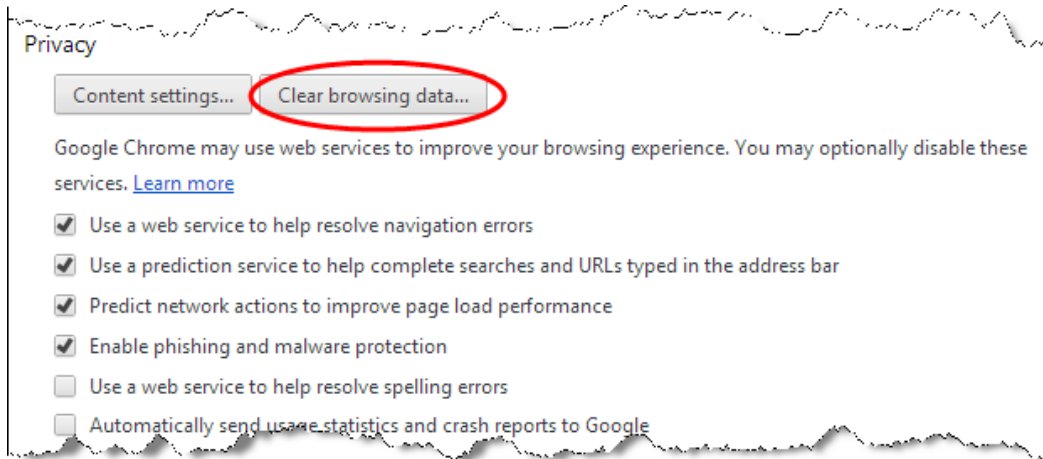 Privacy
Content settings... Clear browsing data...
Google Chrome may use web services to improve your browsing experience. You may optionally disable these
services. Learn more
Use a web service to help resolve navigation errors
Use a prediction service to help complete searches and URLs typed in the address bar
Predict network actions to improve page load performance
Enable phishing and malware protection
Use a web service to help resolve spelling errors
Automatically send usage statistics and crash reports to Google